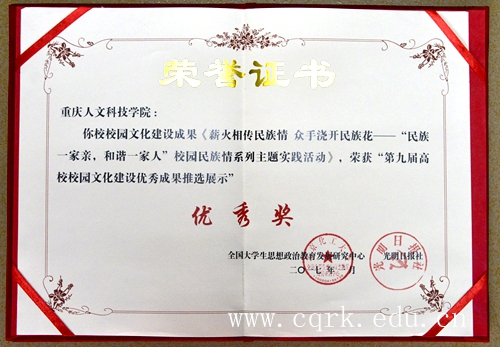 荣誉证书
重庆人文科技学院：
你校校园文化建设成果《薪火相传民族情 众手浇开民族花——“民族
一家亲，和谐一家人”校园民族情系列主题实践活动》，荣获“第九届高
校校园文化建设优秀成果推选展示”
优秀奖
全国大学生思想政治教育发展研究中心 光明日报社
二〇一七年 月
www.cqrk.edu.cn